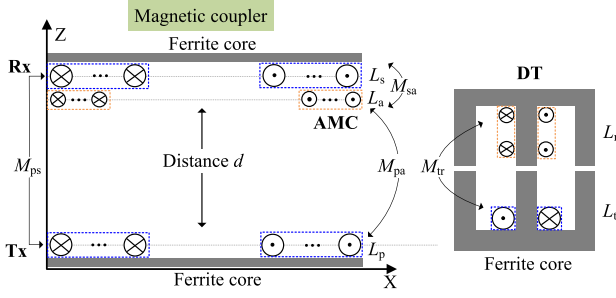 Magnetic coupler
Z
Ferrite core
Rx
Ls
Msa
La
AMC
Mps
Distance d
Mpa
Tx
Lp
Ferrite core
X
DT
Lr
Mtr
Lt
Ferrite core